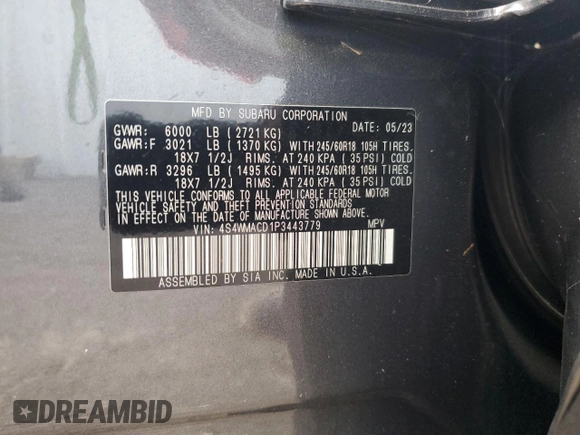 MFD BY SUBARU CORPORATION
GVWR: 6000 LB ( 2721 KG) DATE: 05/23
GAWR:F 3021 LB ( 1370 KG) WITH 245/60R18 105H TIRES.
18X7 1/2J RIMS. AT 240 KPA ( 35 PSI) COLD
GAWR:R 3296 LB ( 1495 KG) WITH 245/60R18 105H TIRES.
18X7 1/2J RIMS. AT 240 KPA ( 35 PSI) COLD
THIS VEHICLE CONFORMS TO ALL APPLICABLE FEDERAL MOTOR
VEHICLE SAFETY AND THEFT PREVENTION STANDARDS
IN EFFECT ON THE DATE OF MANUFACTURE SHOWN ABOVE.
VIN: 4S4WMACD1P3443779 MPV
ASSEMBLED BY SIA INC. MADE IN U.S.A.
DREAMBID